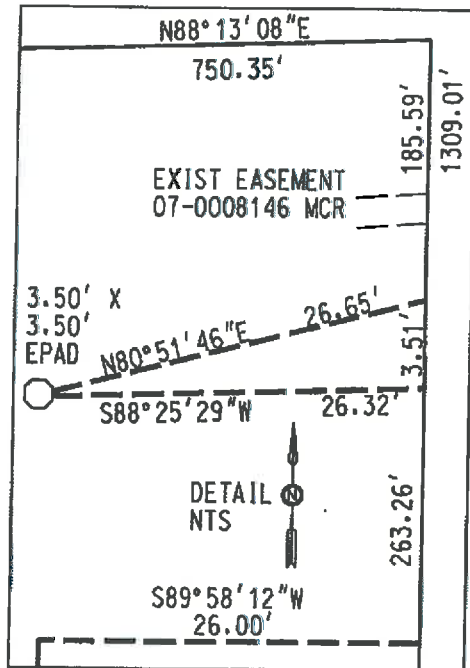 N88°13'08"E
750.35'
185.59'
1309.01'
EXIST EASEMENT
07-0008146 MCR
3.50' X
3.50'
EPAD
N80°51'46"E
26.65'
3.51'
S88°25'29"W
26.32'
DETAIL
NTS
N
263.26'
S89°58'12"W
26.00'